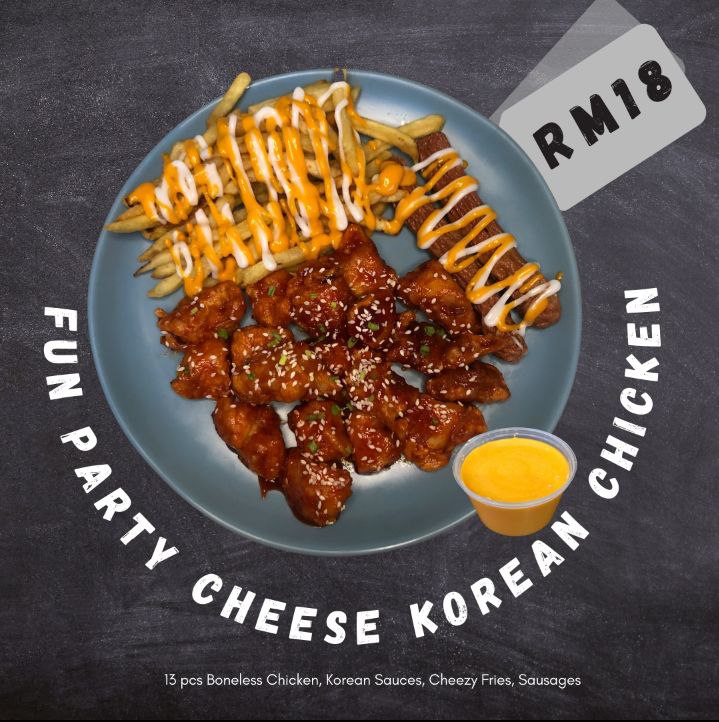 RM18
FUN PARTY CHEESE KOREAN CHICKEN
13 pcs Boneless Chicken, Korean Sauces, Cheezy Fries, Sausages